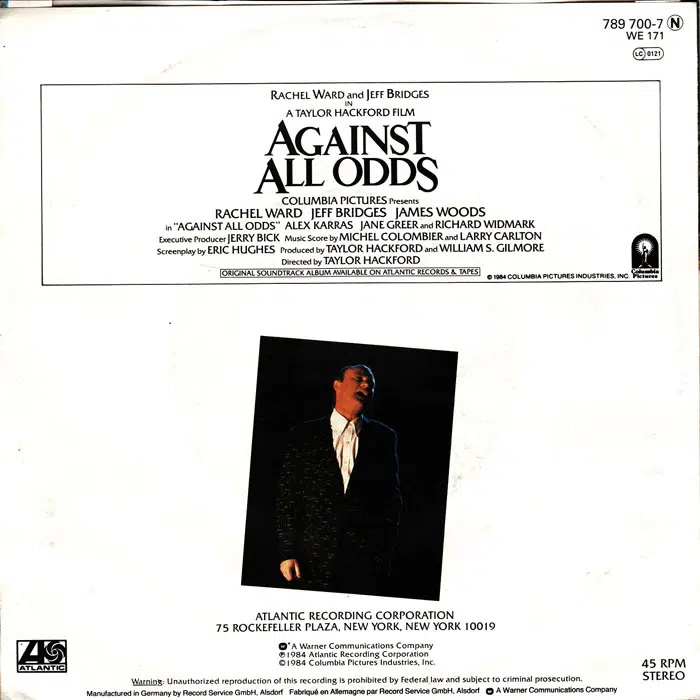 789 700-7 N
WE 171
LC 0121
RACHEL WARD and JEFF BRIDGES
IN
A TAYLOR HACKFORD FILM
AGAINST
ALL ODDS
COLUMBIA PICTURES Presents
RACHEL WARD JEFF BRIDGES JAMES WOODS
in "AGAINST ALL ODDS" ALEX KARRAS JANE GREER and RICHARD WIDMARK
Executive Producer JERRY BICK Music Score by MICHEL COLOMBIER and LARRY CARLTON
Screenplay by ERIC HUGHES Produced by TAYLOR HACKFORD and WILLIAM S. GILMORE
Directed by TAYLOR HACKFORD
ORIGINAL SOUNDTRACK ALBUM AVAILABLE ON ATLANTIC RECORDS & TAPES
© 1984 COLUMBIA PICTURES INDUSTRIES, INC.
Columbia
Pictures
ATLANTIC RECORDING CORPORATION
75 ROCKEFELLER PLAZA, NEW YORK, NEW YORK 10019
A Warner Communications Company
℗1984 Atlantic Recording Corporation
©1984 Columbia Pictures Industries, Inc.
ATLANTIC
45 RPM
STEREO
Warning: Unauthorized reproduction of this recording is prohibited by Federal law and subject to criminal prosecution.
Manufactured in Germany by Record Service GmbH, Alsdorf Fabriqué en Allemagne par Record Service GmbH, Alsdorf A Warner Communications Company